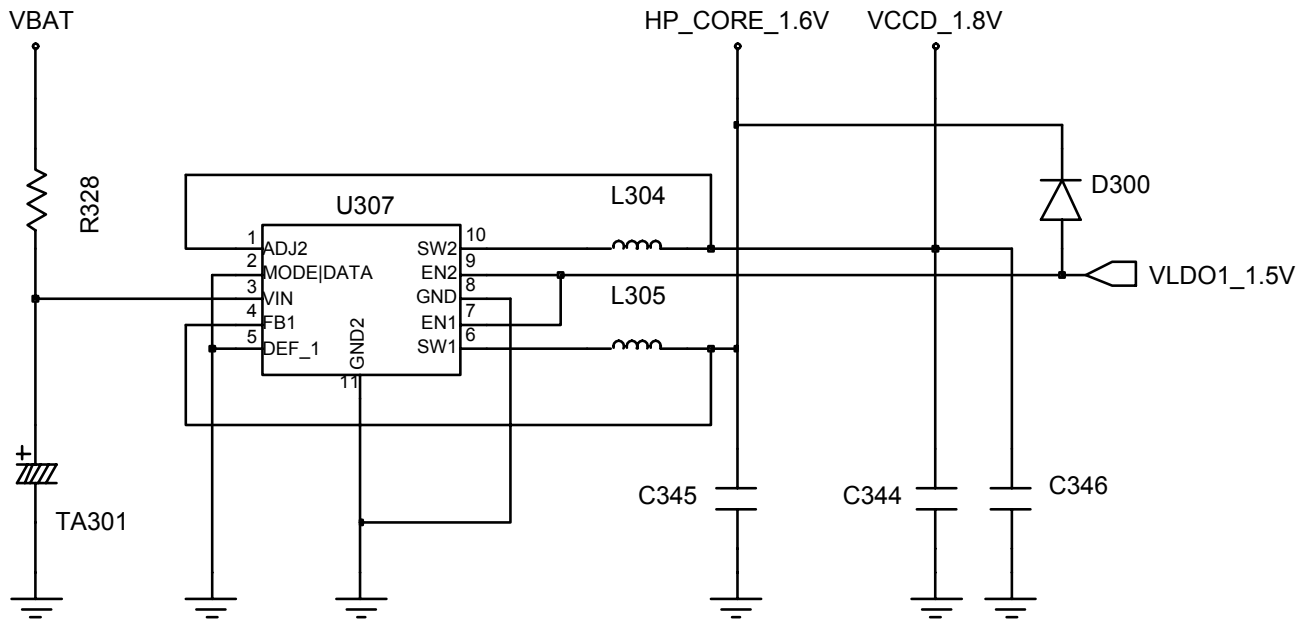 VBAT
HP_CORE_1.6V
VCCD_1.8V
R328
U307
L304
D300
1
ADJ2
SW2
10
2
MODE|DATA
EN2
9
3
VIN
GND
8
4
FB1
EN1
7
5
DEF_1
SW1
6
GND2
11
L305
VLDO1_1.5V
+
TA301
C345
C344
C346